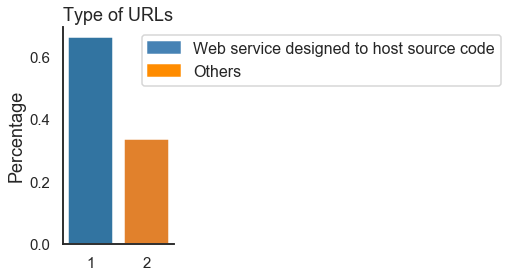 Type of URLs
Web service designed to host source code
Others
Percentage
0.6
0.4
0.2
0.0
1
2